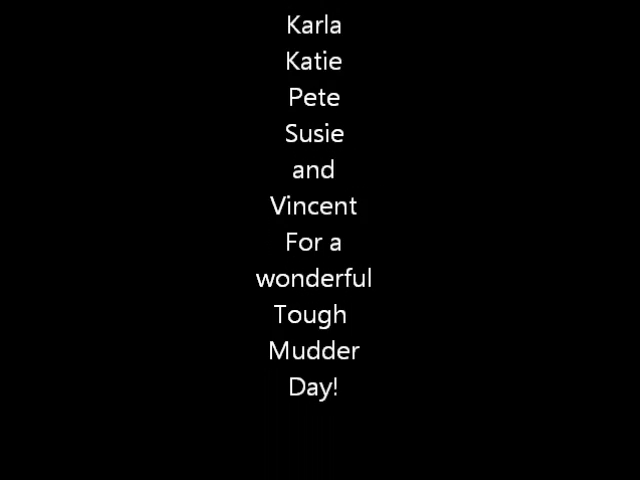 Karla
Katie
Pete
Susie
and
Vincent
For a
wonderful
Tough
Mudder
Day!